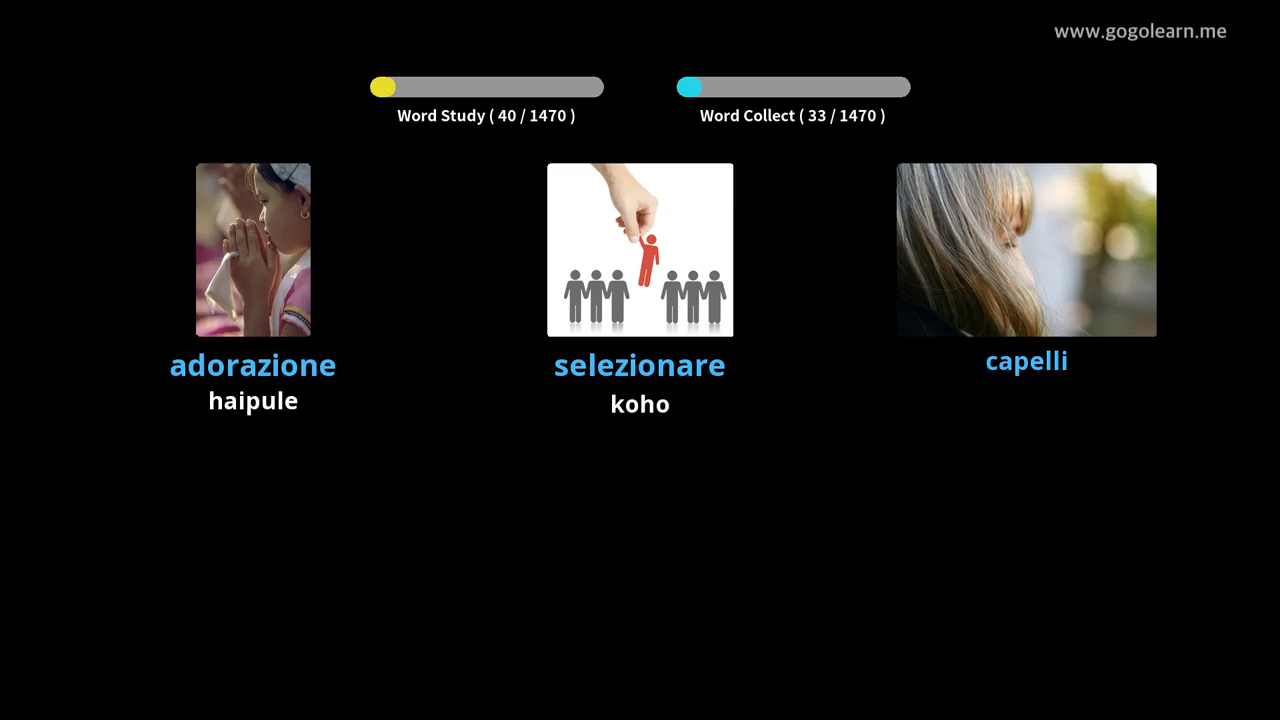 www.gogolearn.me
Word Study ( 40 / 1470 )
Word Collect ( 33 / 1470 )
adorazione
haipule
selezionare
koho
capelli